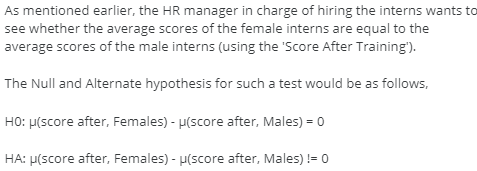 As mentioned earlier, the HR manager in charge of hiring the interns wants to
see whether the average scores of the female interns are equal to the
average scores of the male interns (using the 'Score After Training').
The Null and Alternate hypothesis for such a test would be as follows,
H0: μ(score after, Females) - μ(score after, Males) = 0
HA: μ(score after, Females) - μ(score after, Males) != 0